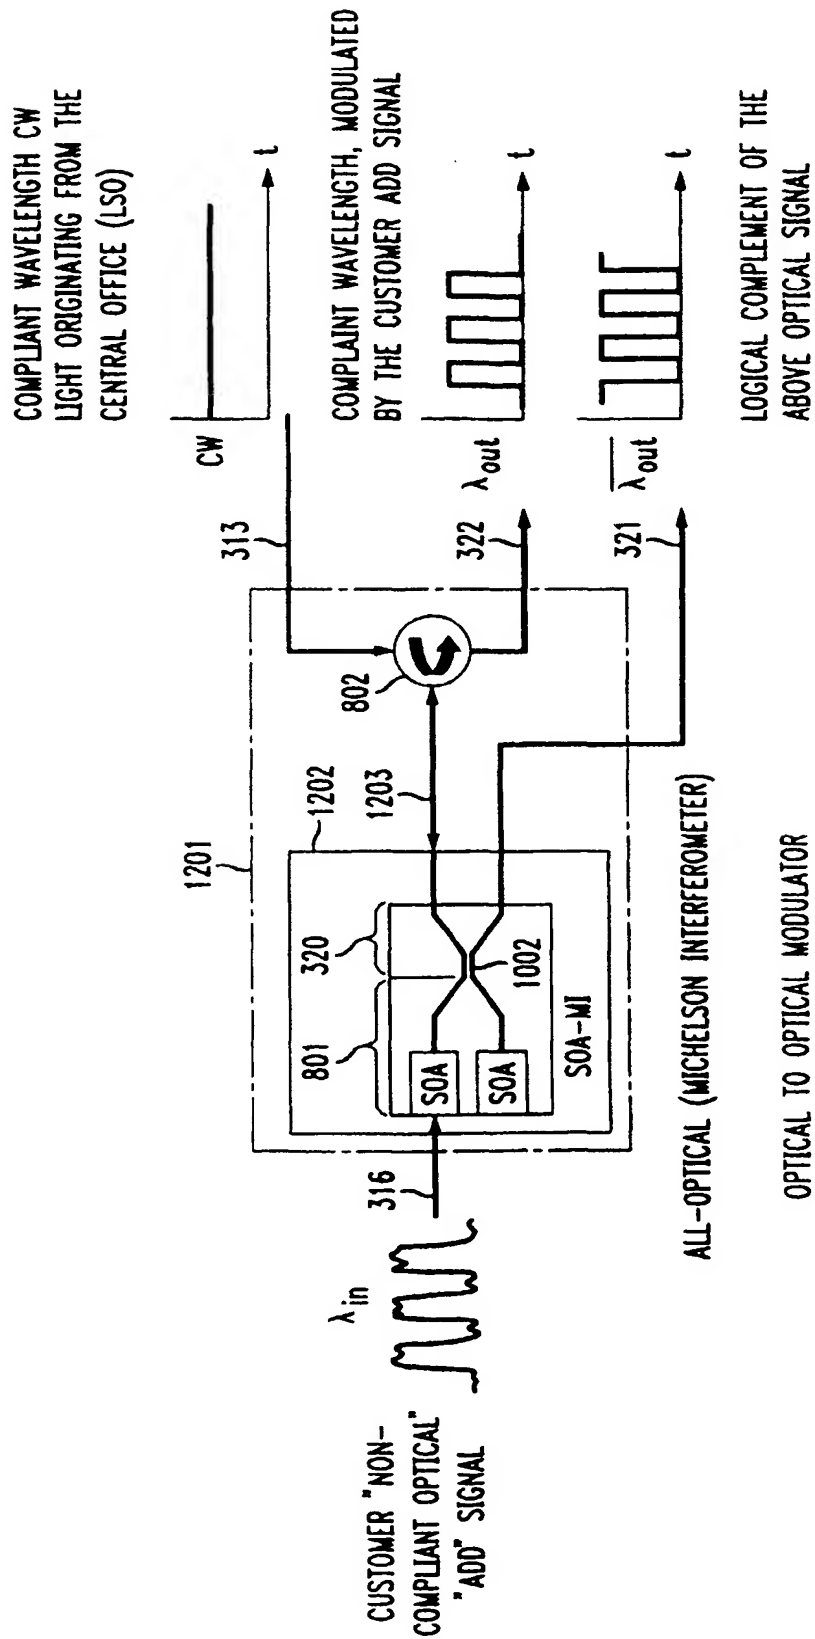 COMPLIANT WAVELENGTH CW
LIGHT ORIGINATING FROM THE
CENTRAL OFFICE (LSO)
CW
t
313
COMPLAINT WAVELENGTH, MODULATED
BY THE CUSTOMER ADD SIGNAL
λout
t
322
λout
t
321
LOGICAL COMPLEMENT OF THE
ABOVE OPTICAL SIGNAL
1201
1202
802
1203
320
801
1002
SOA
SOA
SOA-MI
316
λin
CUSTOMER "NON-
COMPLIANT OPTICAL"
"ADD" SIGNAL
ALL-OPTICAL (MICHELSON INTERFEROMETER)
OPTICAL TO OPTICAL MODULATOR